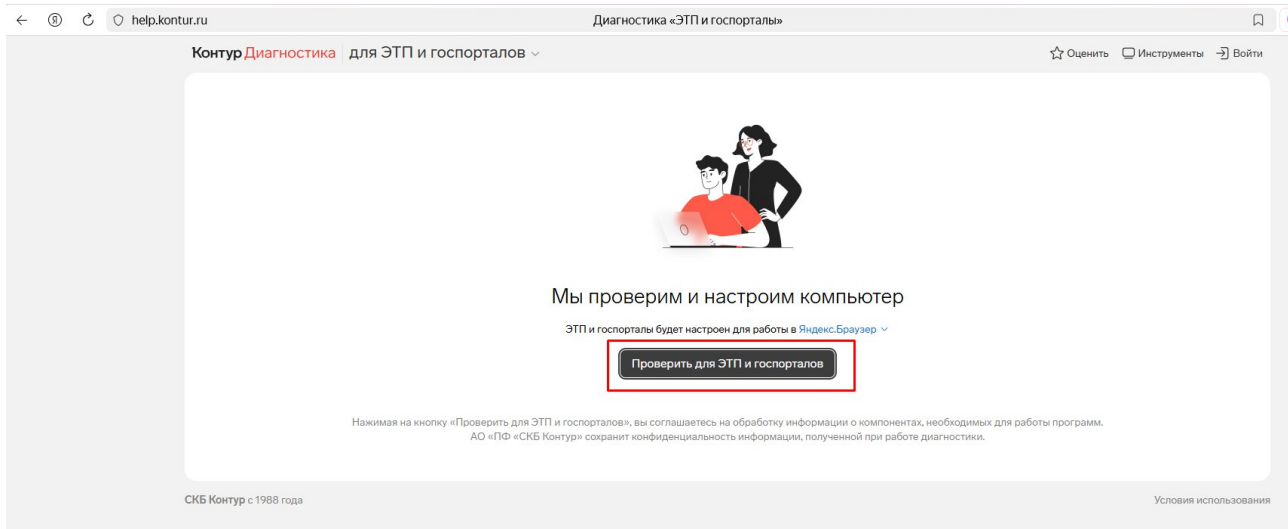 help.kontur.ru
Диагностика «ЭТП и госпорталы»
Контур Диагностика для ЭТП и госпорталов
Оценить Инструменты Войти
Мы проверим и настроим компьютер
ЭТП и госпорталы будет настроен для работы в Яндекс.Браузер
Проверить для ЭТП и госпорталов
Нажимая на кнопку «Проверить для ЭТП и госпорталов», вы соглашаетесь на обработку информации о компонентах, необходимых для работы программ.
АО «ПФ «СКБ Контур» сохранит конфиденциальность информации, полученной при работе диагностики.
СКБ Контур с 1988 года
Условия использования